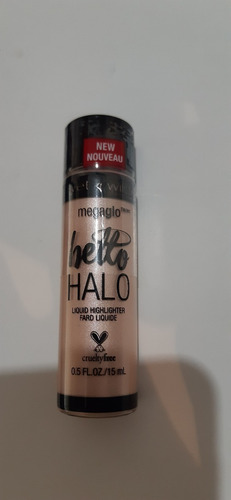 NEW
NOUVEAU
megaglo
hello
HALO
LIQUID HIGHLIGHTER
FARD LIQUIDE
crueltyfree
0.5 FL.OZ./15 mL